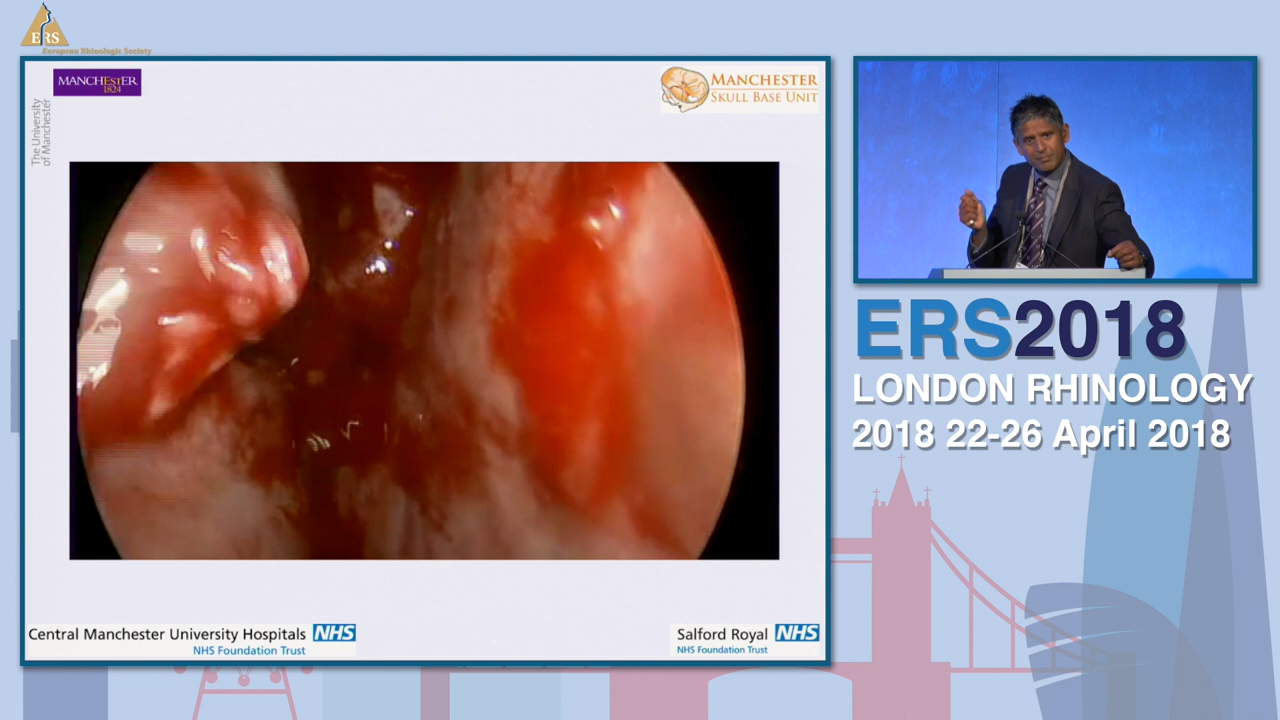 ERS
European Rhinologic Society
MANCHESTER
1824
The University
of Manchester
MANCHESTER
SKULL BASE UNIT
Central Manchester University Hospitals NHS
NHS Foundation Trust
Salford Royal NHS
NHS Foundation Trust
ERS2018
LONDON RHINOLOGY
2018 22-26 April 2018